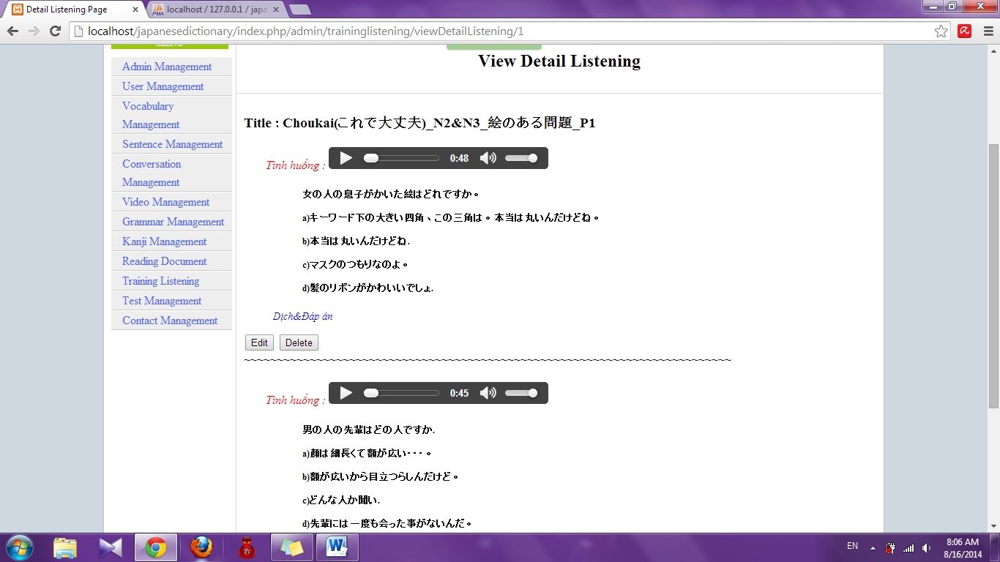 Detail Listening Page
localhost / 127.0.0.1 / japa
localhost/japanesedictionary/index.php/admin/traininglistening/viewDetailListening/1
MENU
Admin Management
User Management
Vocabulary
Management
Sentence Management
Conversation
Management
Video Management
Grammar Management
Kanji Management
Reading Document
Training Listening
Test Management
Contact Management
View Detail Listening
Title : Choukai(これで大丈夫)_N2&N3_絵のある問題_P1
Tình huống :
0:48
女の人の息子がかいた絵はどれですか。
a)キーワード下の大きい四角、この三角は。本当は丸いんだけどね。
b)本当は丸いんだけどね.
c)マスクのつもりなのよ。
d)髪のリボンがかわいいでしょ.
Dịch&Đáp án
Edit Delete
~~~~~~~~~~~~~~~~~~~~~~~~~~~~~~~~~~~~~~~~~~~~~~~~~~~~~~~~~~~~~~~~~~~~~~~~~~
Tình huống :
0:45
男の人の先輩はどの人ですか.
a)顔は細長くて額が広い・・・。
b)額が広いから目立つらしんだけど。
c)どんな人か聞い.
d)先輩には一度も会った事がないんだ。
EN
8:06 AM
8/16/2014